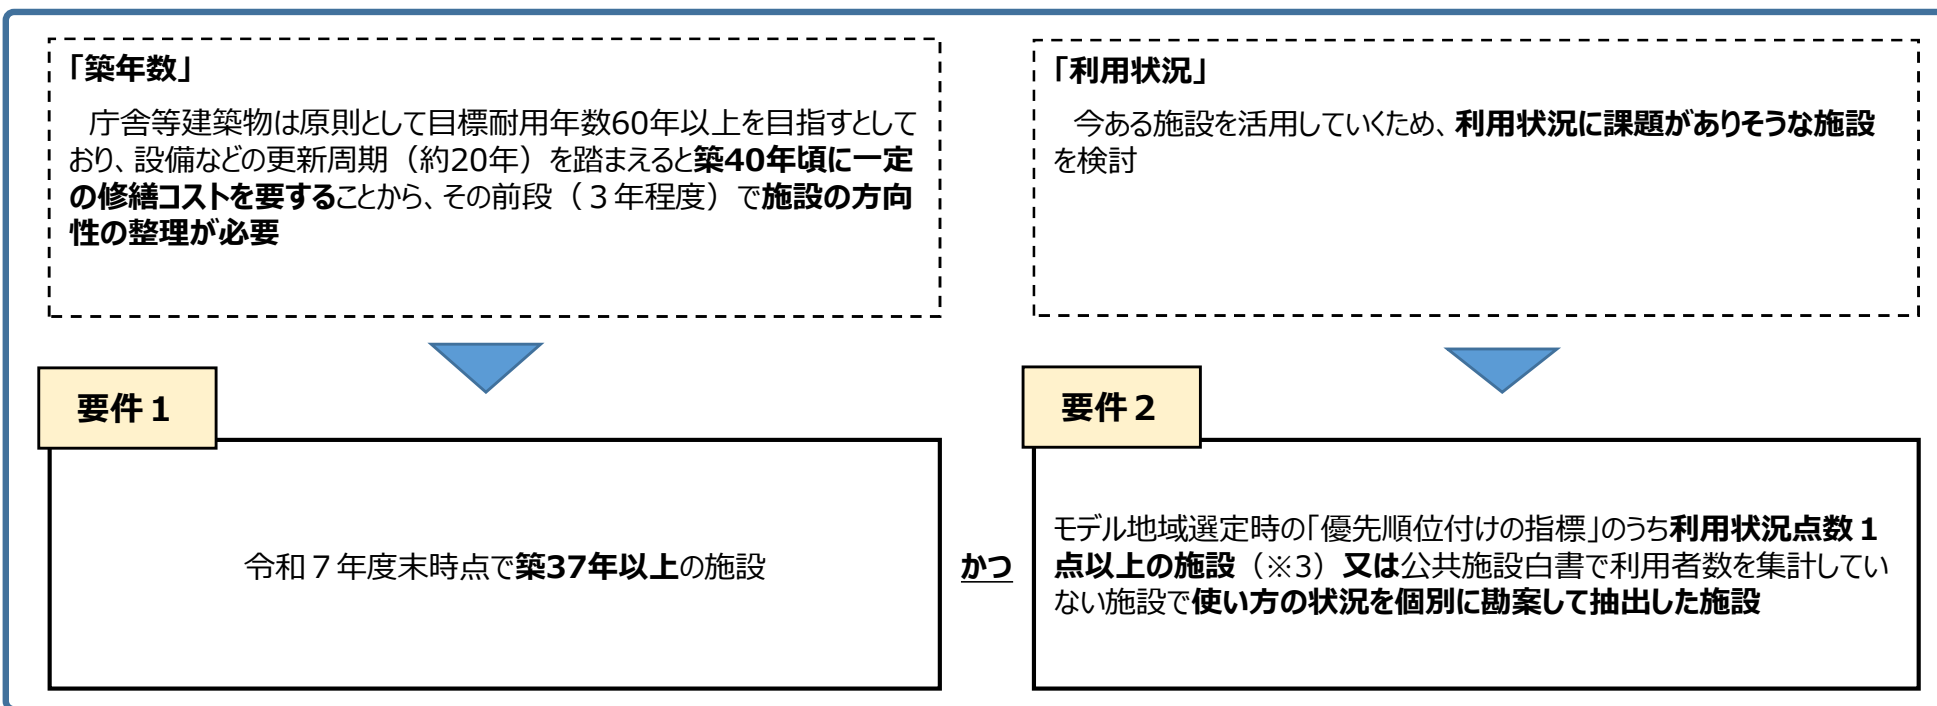 「築年数」
庁舎等建築物は原則として目標耐用年数60年以上を目指すとして
おり、設備などの更新周期（約20年）を踏まえると築40年頃に一定
の修繕コストを要することから、その前段（３年程度）で施設の方向
性の整理が必要
「利用状況」
今ある施設を活用していくため、利用状況に課題がありそうな施設
を検討
要件１
令和７年度末時点で築37年以上の施設
かつ
要件２
モデル地域選定時の「優先順位付けの指標」のうち利用状況点数１
点以上の施設（※3）又は公共施設白書で利用者数を集計してい
ない施設で使い方の状況を個別に勘案して抽出した施設